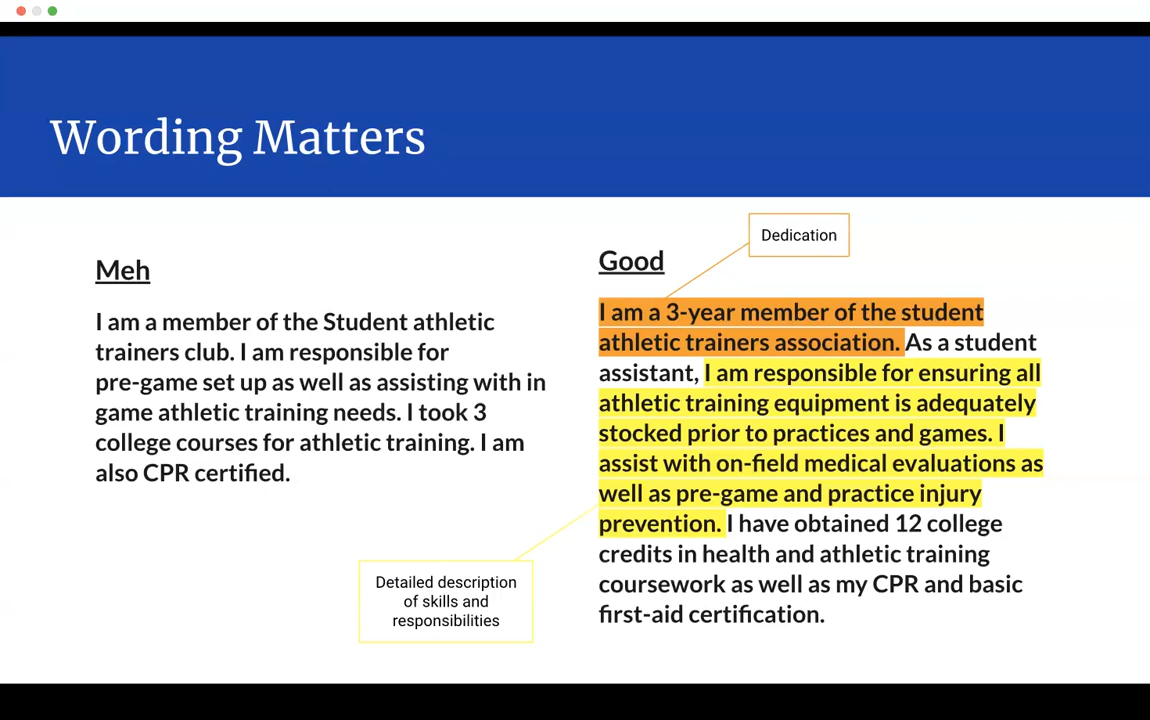 Wording Matters
Meh
I am a member of the Student athletic
trainers club. I am responsible for
pre-game set up as well as assisting with in
game athletic training needs. I took 3
college courses for athletic training. I am
also CPR certified.
Dedication
Good
I am a 3-year member of the student
athletic trainers association. As a student
assistant, I am responsible for ensuring all
athletic training equipment is adequately
stocked prior to practices and games. I
assist with on-field medical evaluations as
well as pre-game and practice injury
prevention. I have obtained 12 college
credits in health and athletic training
coursework as well as my CPR and basic
first-aid certification.
Detailed description
of skills and
responsibilities